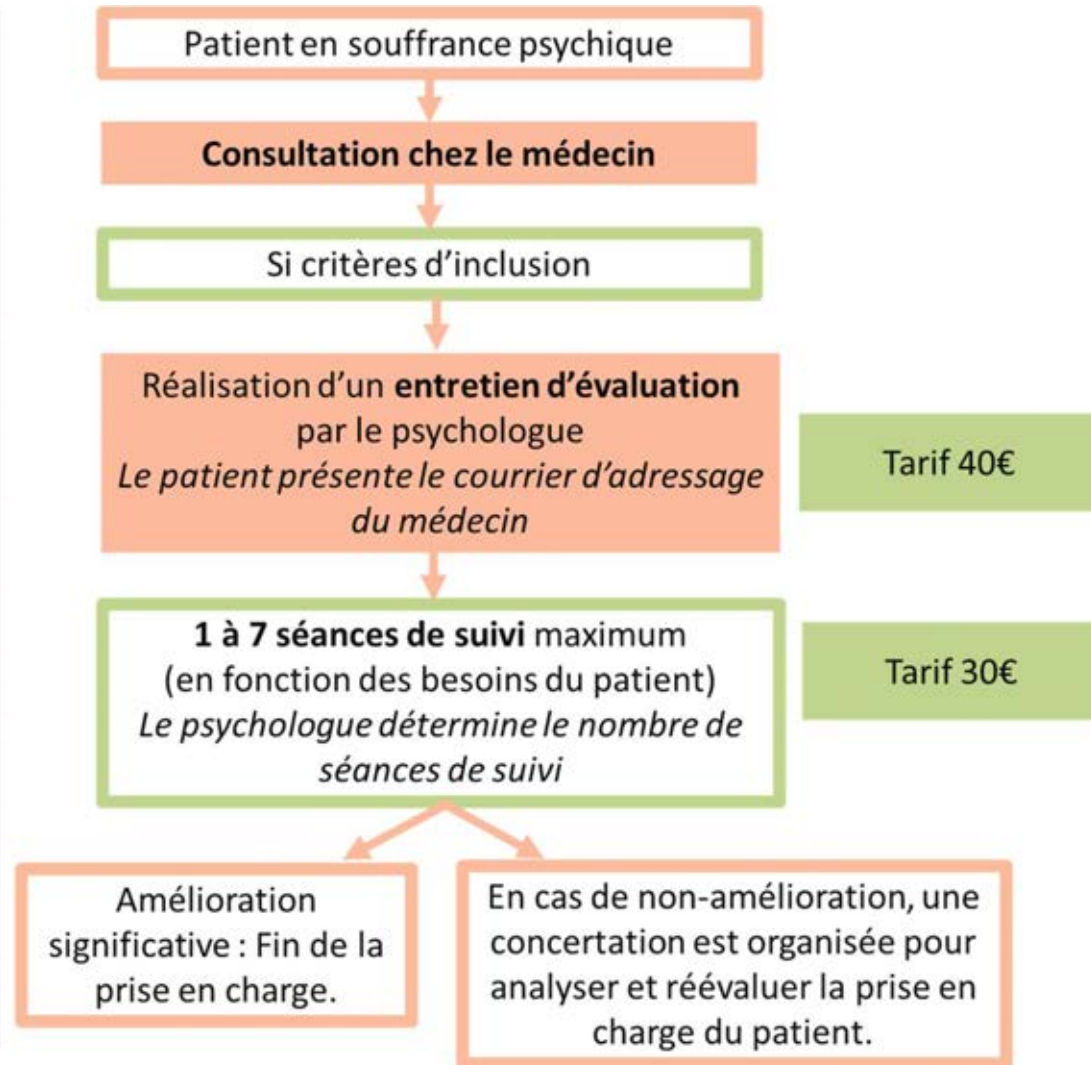 Patient en souffrance psychique
Consultation chez le médecin
Si critères d'inclusion
Réalisation d'un entretien d'évaluation
par le psychologue
Le patient présente le courrier d'adressage
du médecin
Tarif 40€
1 à 7 séances de suivi maximum
(en fonction des besoins du patient)
Le psychologue détermine le nombre de
séances de suivi
Tarif 30€
Amélioration
significative : Fin de la
prise en charge.
En cas de non-amélioration, une
concertation est organisée pour
analyser et réévaluer la prise en
charge du patient.